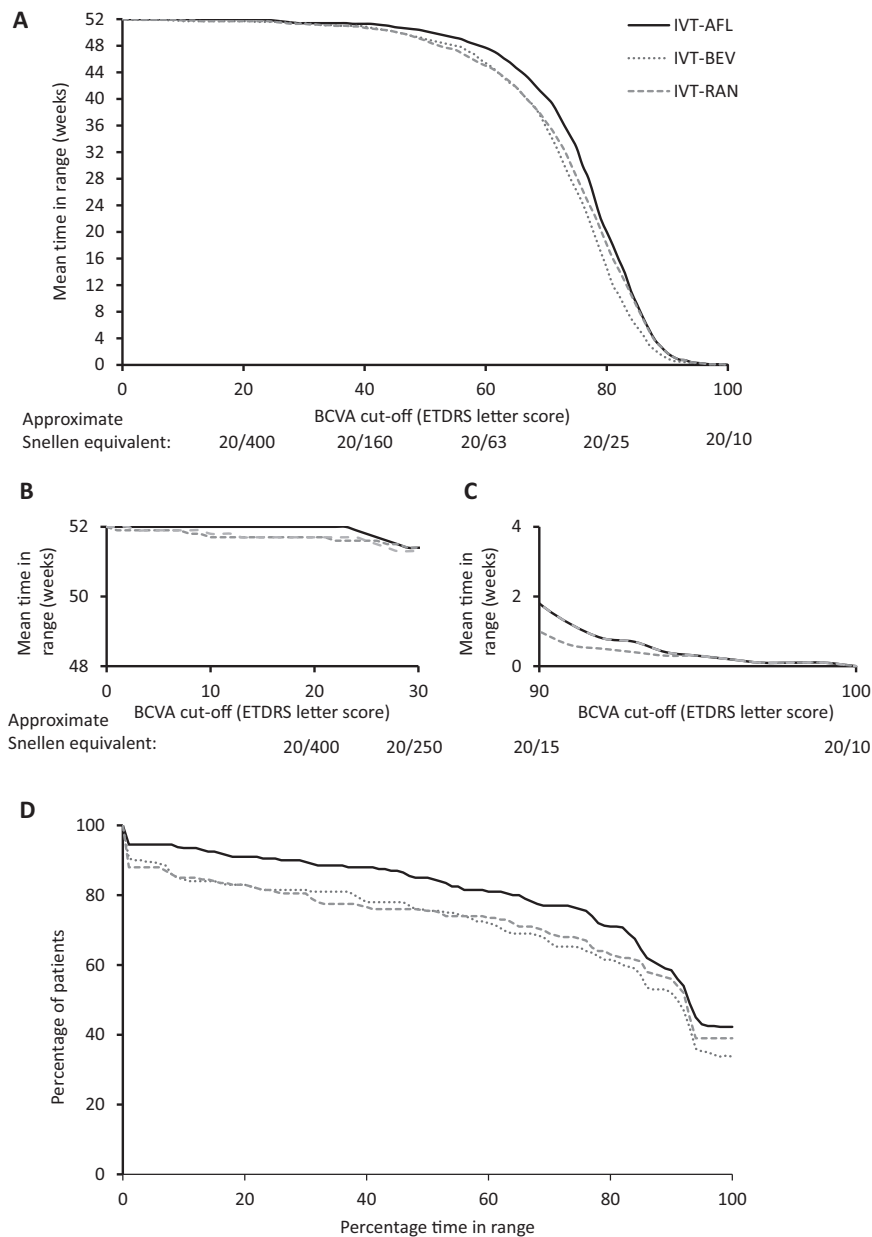 A
IVT-AFL
IVT-BEV
IVT-RAN
Mean time in range (weeks)
52
48
44
40
36
32
28
24
20
16
12
8
4
0
0 20 40 60 80 100
BCVA cut-off (ETDRS letter score)
Approximate
Snellen equivalent: 20/400 20/160 20/63 20/25 20/10
B
Mean time in
range (weeks)
52
50
48
0 10 20 30
BCVA cut-off (ETDRS letter score)
C
Mean time in
range (weeks)
4
2
0
90 100
BCVA cut-off (ETDRS letter score)
Approximate
Snellen equivalent: 20/400 20/250 20/15 20/10
D
Percentage of patients
100
80
60
40
20
0
0 20 40 60 80 100
Percentage time in range